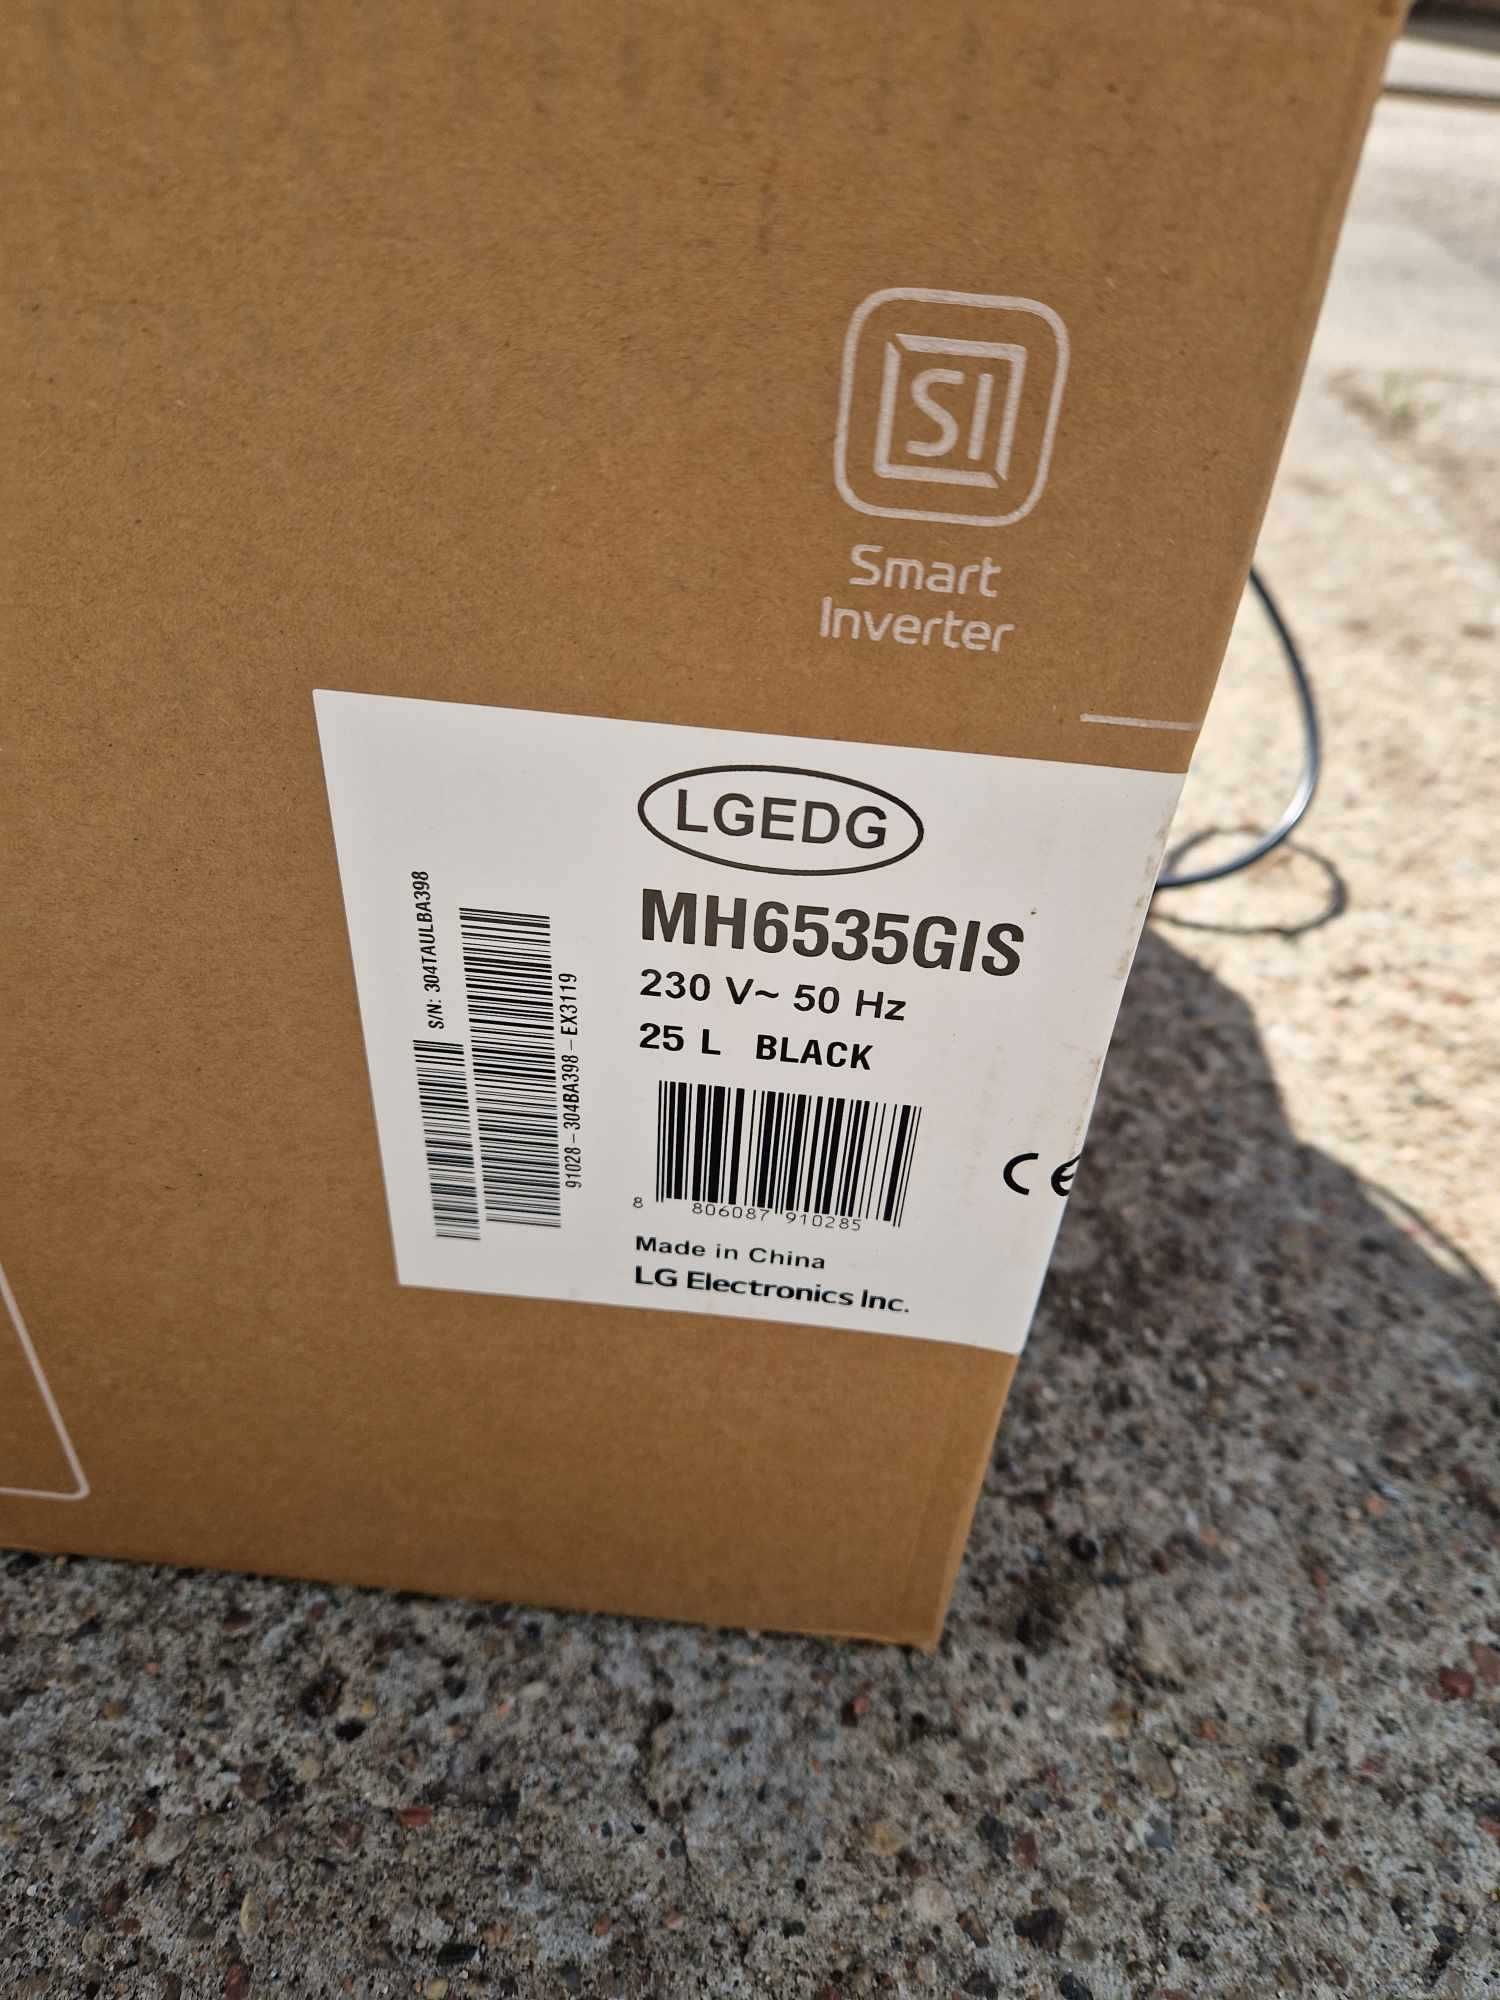 SI
Smart
Inverter
LGEDG
MH6535GIS
230 V~ 50 Hz
25 L BLACK
S/N: 304TAULBA398
91028-304BA398-EX3119
8 806087 910285
CE
Made in China
LG Electronics Inc.